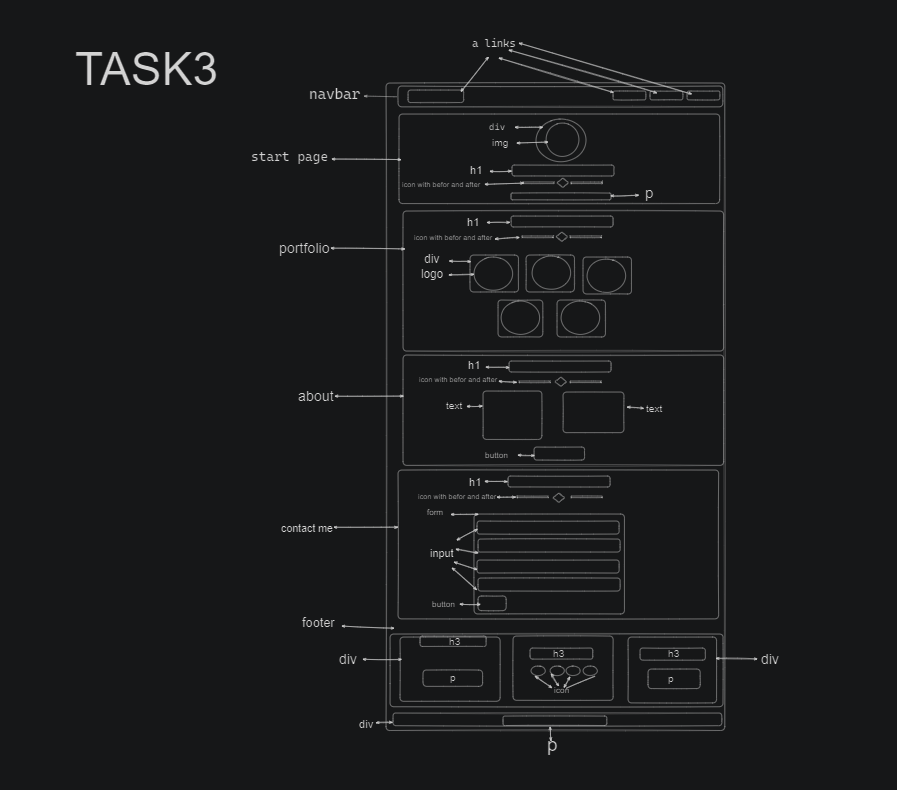 TASK3
a links
navbar
div
img
start page
h1
icon with befor and after
p
h1
icon with befor and after
portfolio
div
logo
h1
icon with befor and after
about
text
text
button
h1
icon with befor and after
form
contact me
input
button
footer
h3
h3
h3
div
div
p
p
icon
div
p